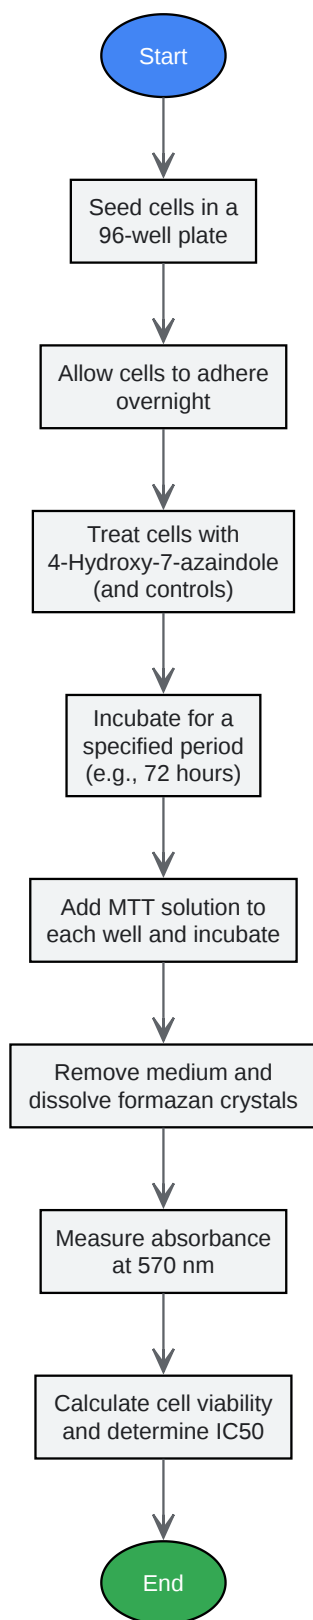 Start
Seed cells in a
96-well plate
Allow cells to adhere
overnight
Treat cells with
4-Hydroxy-7-azaindole
(and controls)
Incubate for a
specified period
(e.g., 72 hours)
Add MTT solution to
each well and incubate
Remove medium and
dissolve formazan crystals
Measure absorbance
at 570 nm
Calculate cell viability
and determine IC50
End